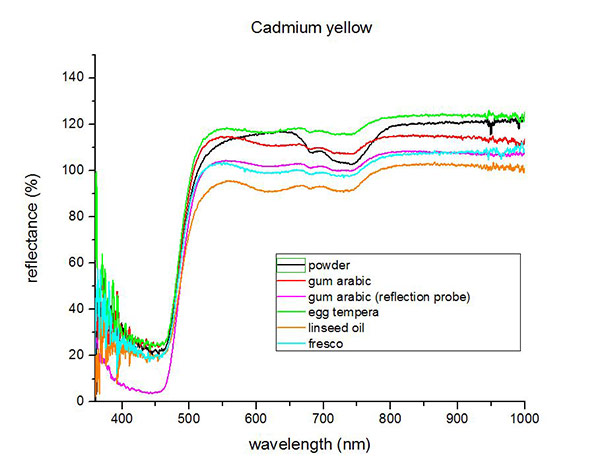 Cadmium yellow
140
120
100
80
60
40
20
0
reflectance (%)
powder
gum arabic
gum arabic (reflection probe)
egg tempera
linseed oil
fresco
400 500 600 700 800 900 1000
wavelength (nm)